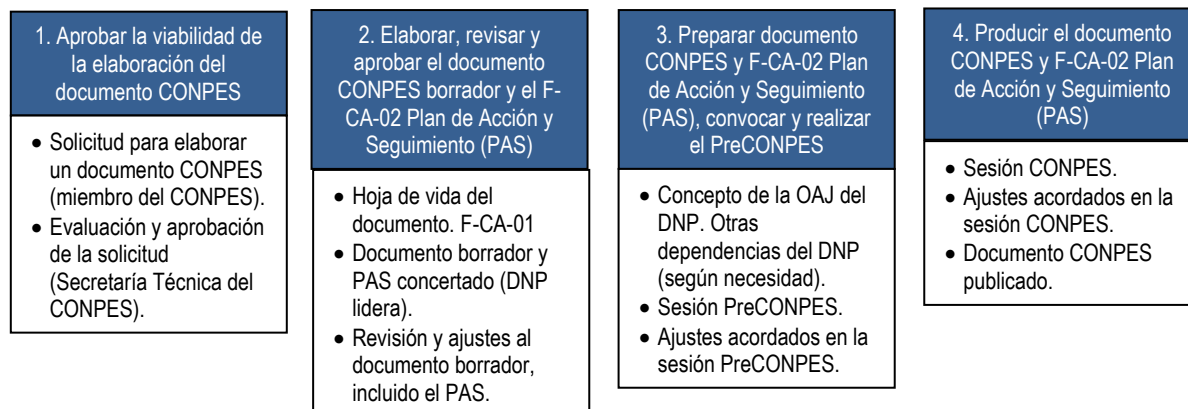 1. Aprobar la viabilidad de
la elaboración del
documento CONPES
• Solicitud para elaborar
un documento CONPES
(miembro del CONPES).
• Evaluación y aprobación
de la solicitud
(Secretaría Técnica del
CONPES).
2. Elaborar, revisar y
aprobar el documento
CONPES borrador y el F-
CA-02 Plan de Acción y
Seguimiento (PAS)
• Hoja de vida del
documento. F-CA-01
• Documento borrador y
PAS concertado (DNP
lidera).
• Revisión y ajustes al
documento borrador,
incluido el PAS.
3. Preparar documento
CONPES y F-CA-02 Plan
de Acción y Seguimiento
(PAS), convocar y realizar
el PreCONPES
• Concepto de la OAJ del
DNP. Otras
dependencias del DNP
(según necesidad).
• Sesión PreCONPES.
• Ajustes acordados en la
sesión PreCONPES.
4. Producir el documento
CONPES y F-CA-02 Plan
de Acción y Seguimiento
(PAS)
• Sesión CONPES.
• Ajustes acordados en la
sesión CONPES.
• Documento CONPES
publicado.